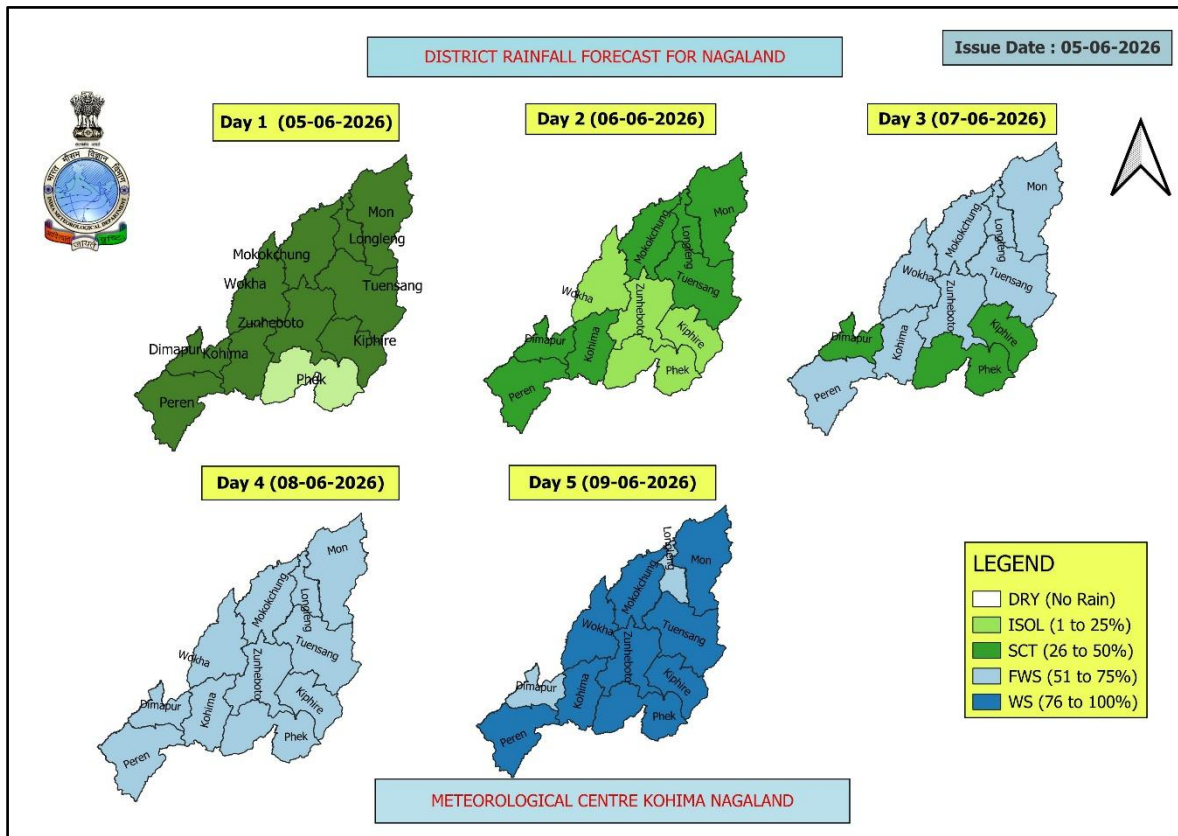 DISTRICT RAINFALL FORECAST FOR NAGALAND
Issue Date : 05-06-2026
भारत मौसम विज्ञान विभाग
INDIA METEOROLOGICAL DEPARTMENT
Day 1 (05-06-2026)
Mon
Longleng
Mokokchung
Wokha
Tuensang
Zunheboto
Kiphire
Dimapur
Kohima
Phek
Peren
Day 2 (06-06-2026)
Mon
Mokokchung
Longleng
Tuensang
Wokha
Zunheboto
Kiphire
Dimapur
Kohima
Phek
Peren
Day 3 (07-06-2026)
Mon
Mokokchung
Longleng
Wokha
Tuensang
Zunheboto
Kiphire
Dimapur
Kohima
Phek
Peren
Day 4 (08-06-2026)
Mon
Mokokchung
Longleng
Tuensang
Wokha
Zunheboto
Kiphire
Dimapur
Kohima
Phek
Peren
Day 5 (09-06-2026)
Longleng
Mon
Mokokchung
Wokha
Tuensang
Zunheboto
Kiphire
Dimapur
Kohima
Phek
Peren
LEGEND
DRY (No Rain)
ISOL (1 to 25%)
SCT (26 to 50%)
FWS (51 to 75%)
WS (76 to 100%)
METEOROLOGICAL CENTRE KOHIMA NAGALAND